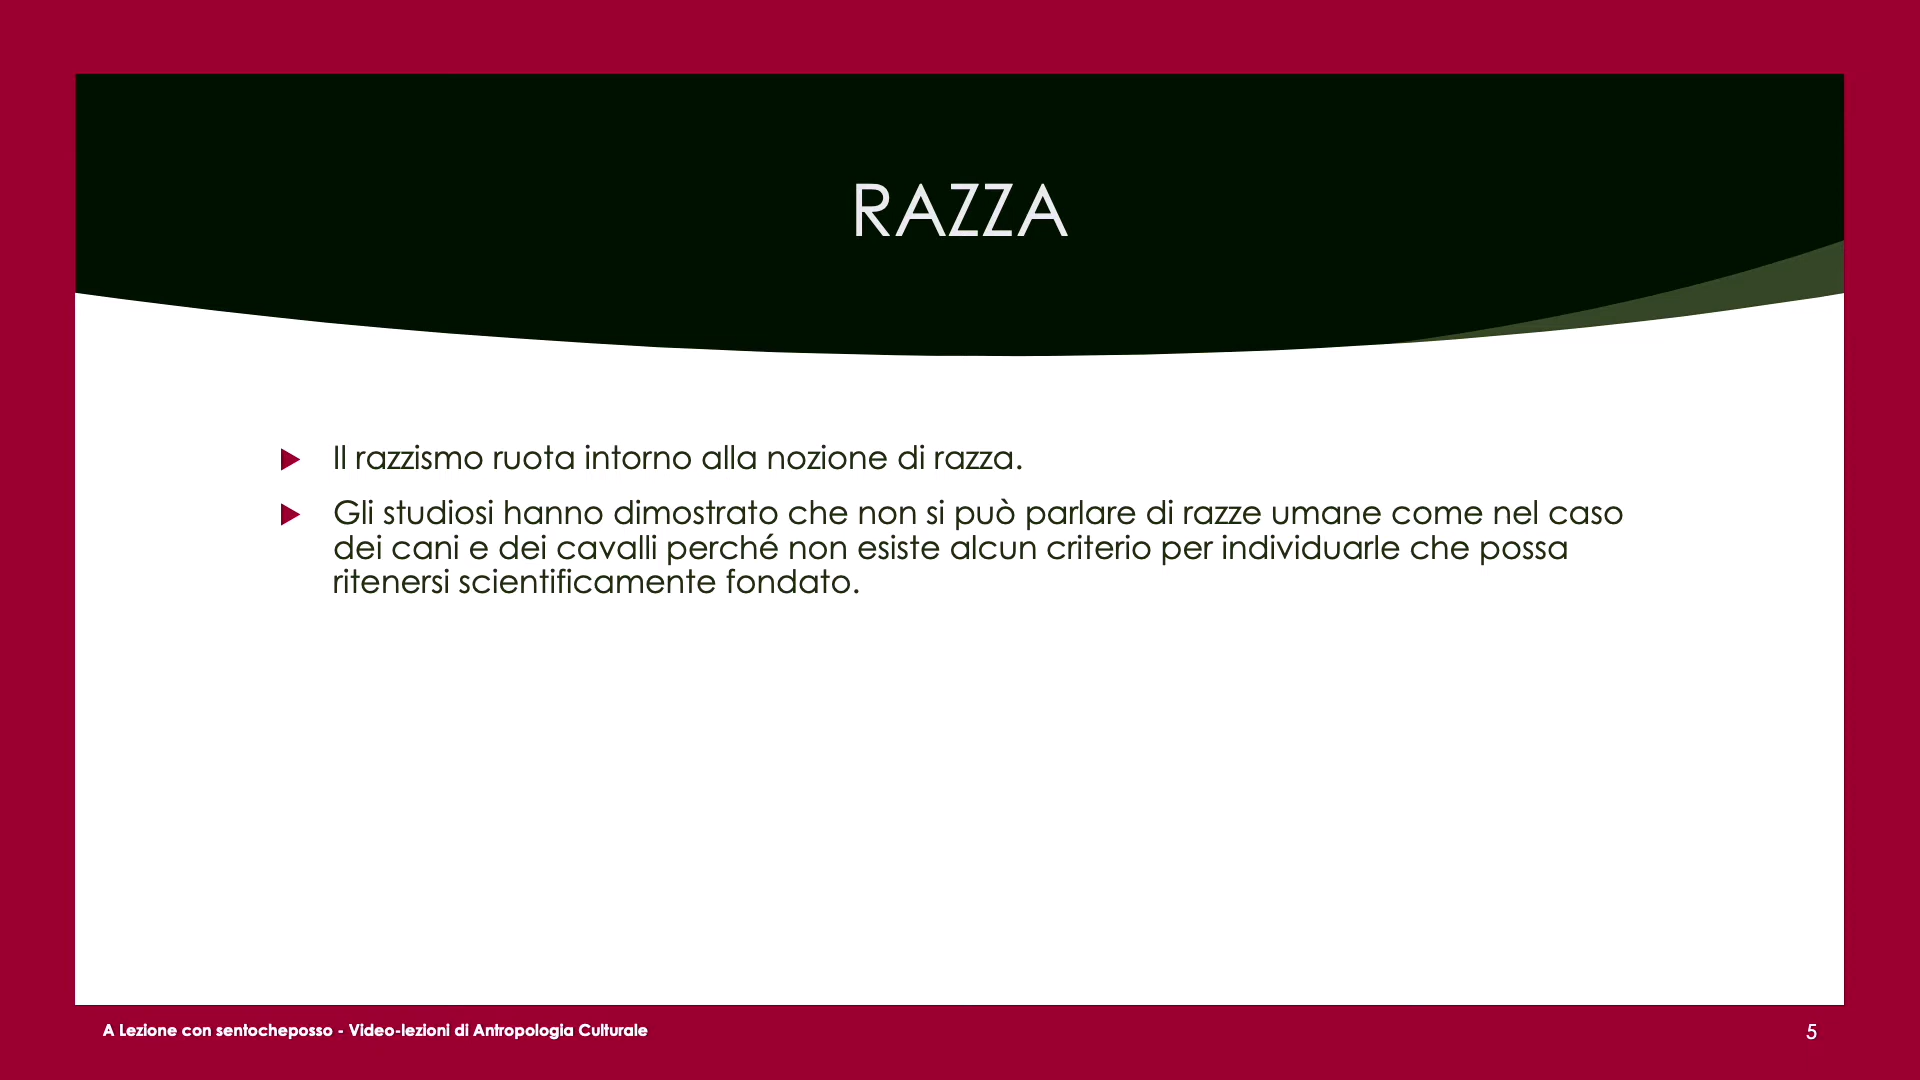 RAZZA
Il razzismo ruota intorno alla nozione di razza.
Gli studiosi hanno dimostrato che non si può parlare di razze umane come nel caso
dei cani e dei cavalli perché non esiste alcun criterio per individuarle che possa
ritenersi scientificamente fondato.
A Lezione con sentocheposso - Video-lezioni di Antropologia Culturale
5